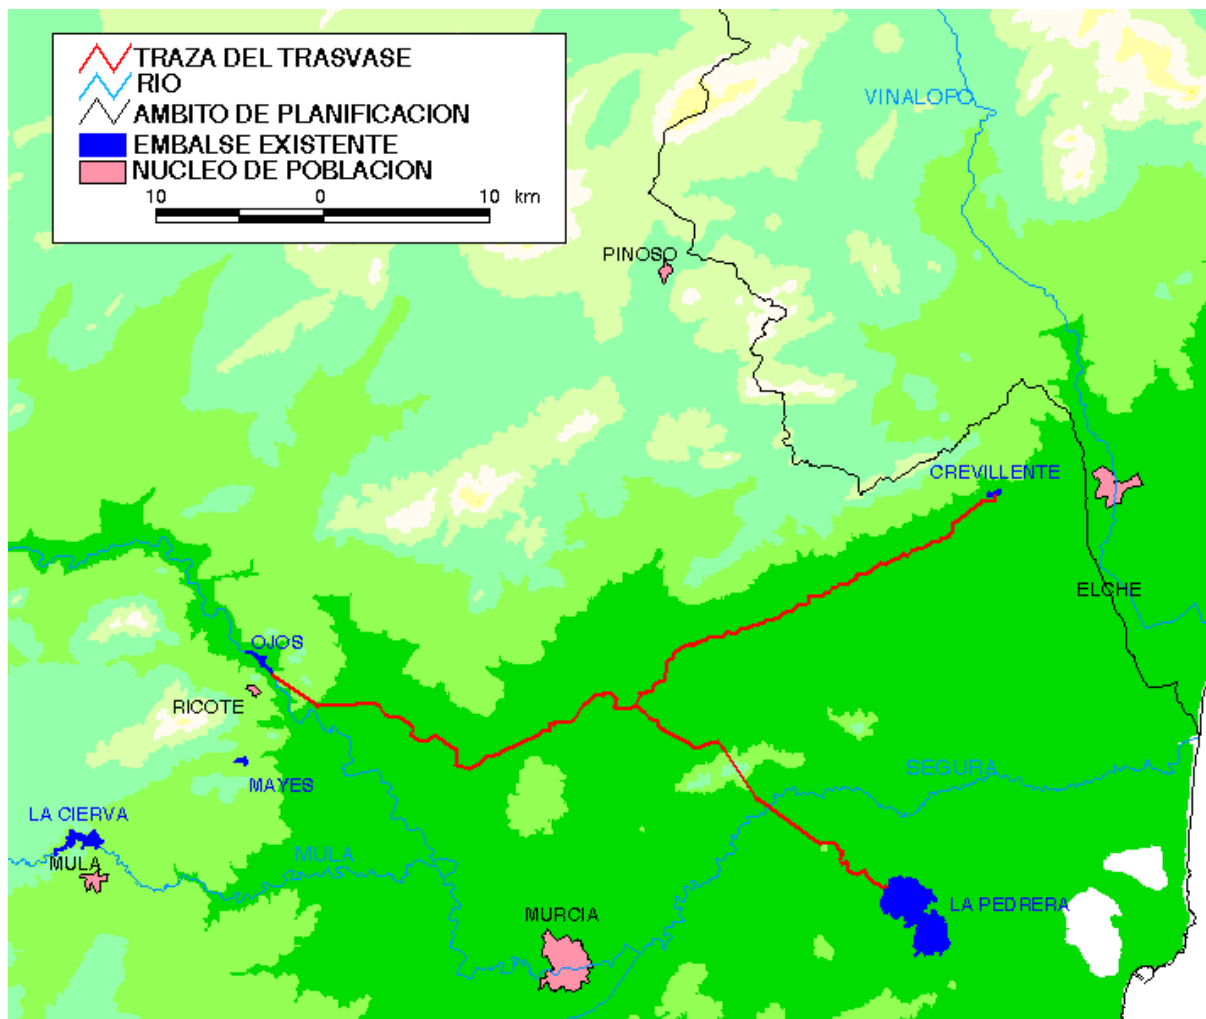 TRAZA DEL TRASVASE
RIO
AMBITO DE PLANIFICACION
EMBALSE EXISTENTE
NUCLEO DE POBLACION
10 0 10 km
VINALOPO
PINOSO
CREVILLENTE
ELCHE
OJOS
RICOTE
MAYES
SEGURA
LA CIERVA
MULA
MULA
MURCIA
LA PEDRERA